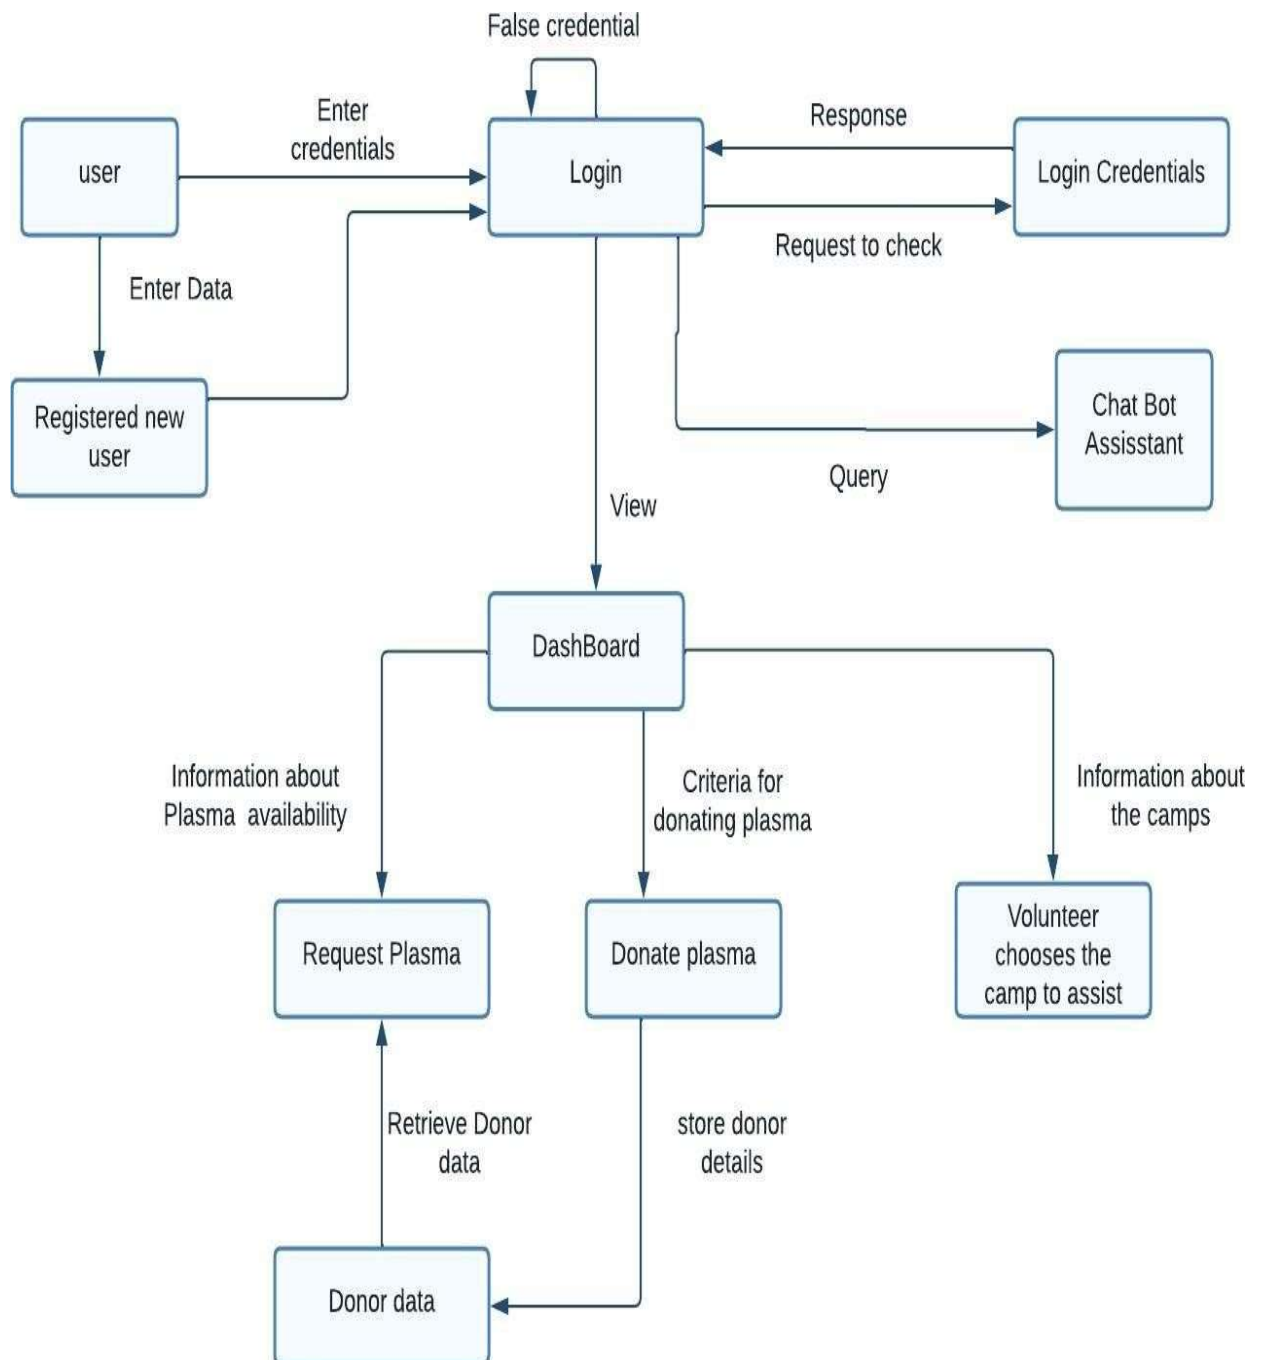 False credential
Enter
credentials
Response
user
Login
Login Credentials
Request to check
Enter Data
Registered new
user
Chat Bot
Assisstant
Query
View
DashBoard
Information about
Plasma availability
Criteria for
donating plasma
Information about
the camps
Request Plasma
Donate plasma
Volunteer
chooses the
camp to assist
Retrieve Donor
data
store donor
details
Donor data